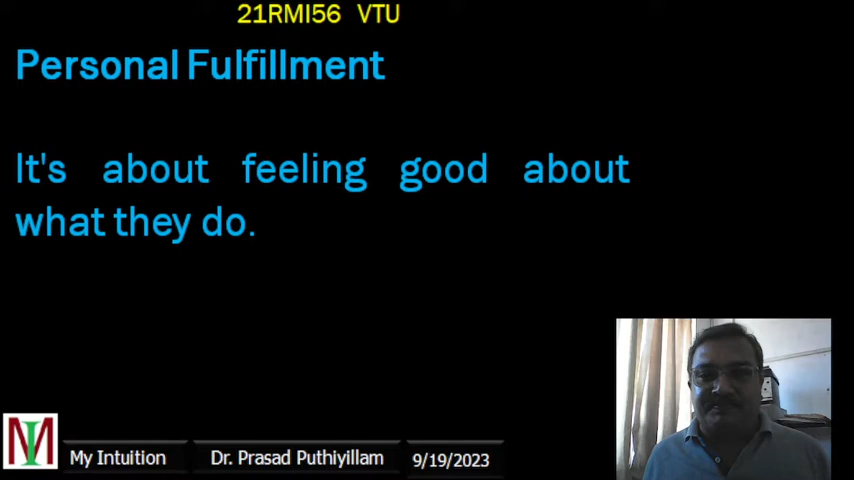 21RMI56 VTU
Personal Fulfillment
It's about feeling good about
what they do.
MI
My Intuition
Dr. Prasad Puthiyillam
9/19/2023